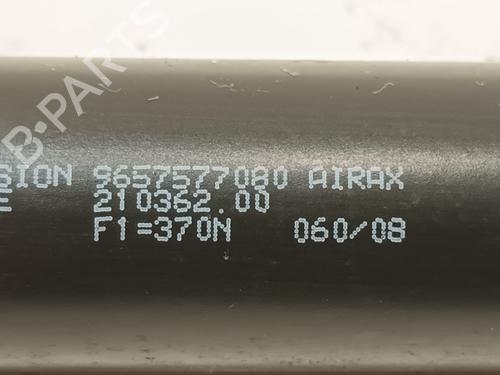 B-PARTS
SION 9657577080 AIRAX
E 210362.00
F1=370N 060/08